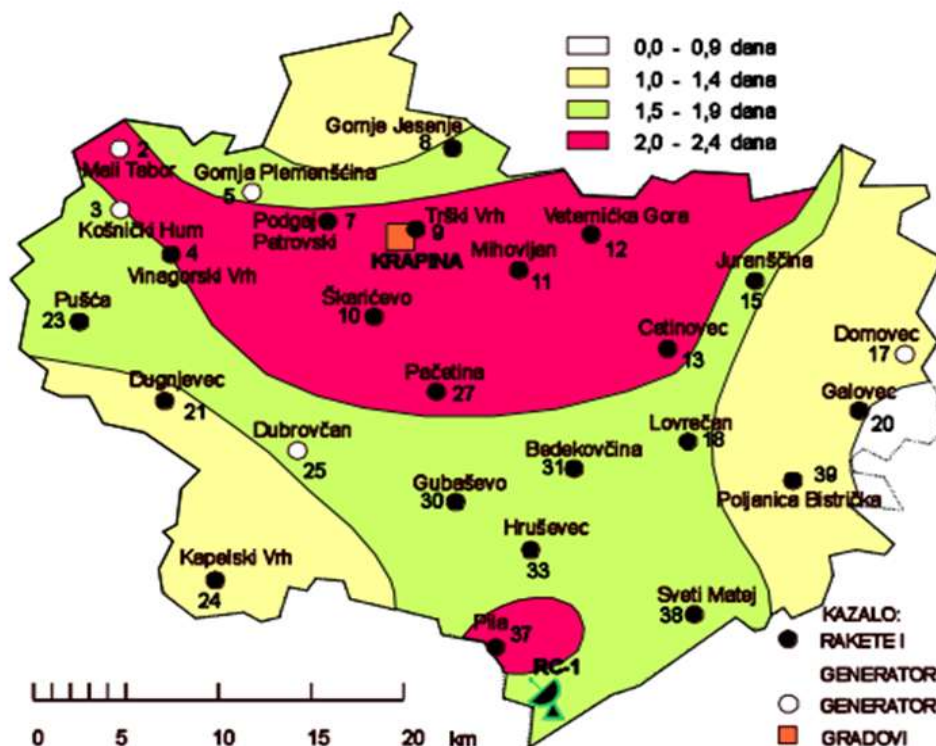 0,0 - 0,9 dana
1,0 - 1,4 dana
1,5 - 1,9 dana
2,0 - 2,4 dana
Gornje Jesenje
8
2
Mali Tabor
Gornja Plemenšćina
5
3
Košnički Hum
Podgaj
Petrovski
7
Trški Vrh
9
KRAPINA
Veternička Gora
12
4
Vinagorski Vrh
Mihovljan
11
Juranšćina
15
Pušća
23
Škarićevo
10
Catinovec
13
Domovec
17
Dugnjevec
21
Pačetina
27
Galovec
20
Dubrovčan
25
Lovrečan
18
Bedekovčina
31
Gubaševo
30
39
Poljanica Bistrička
Hruševec
33
Kapelski Vrh
24
Sveti Matej
38
Pila
37
RC-1
KAZALO:
RAKETE I
GENERATORI
GENERATORI
GRADOVI
0 5 10 15 20 km